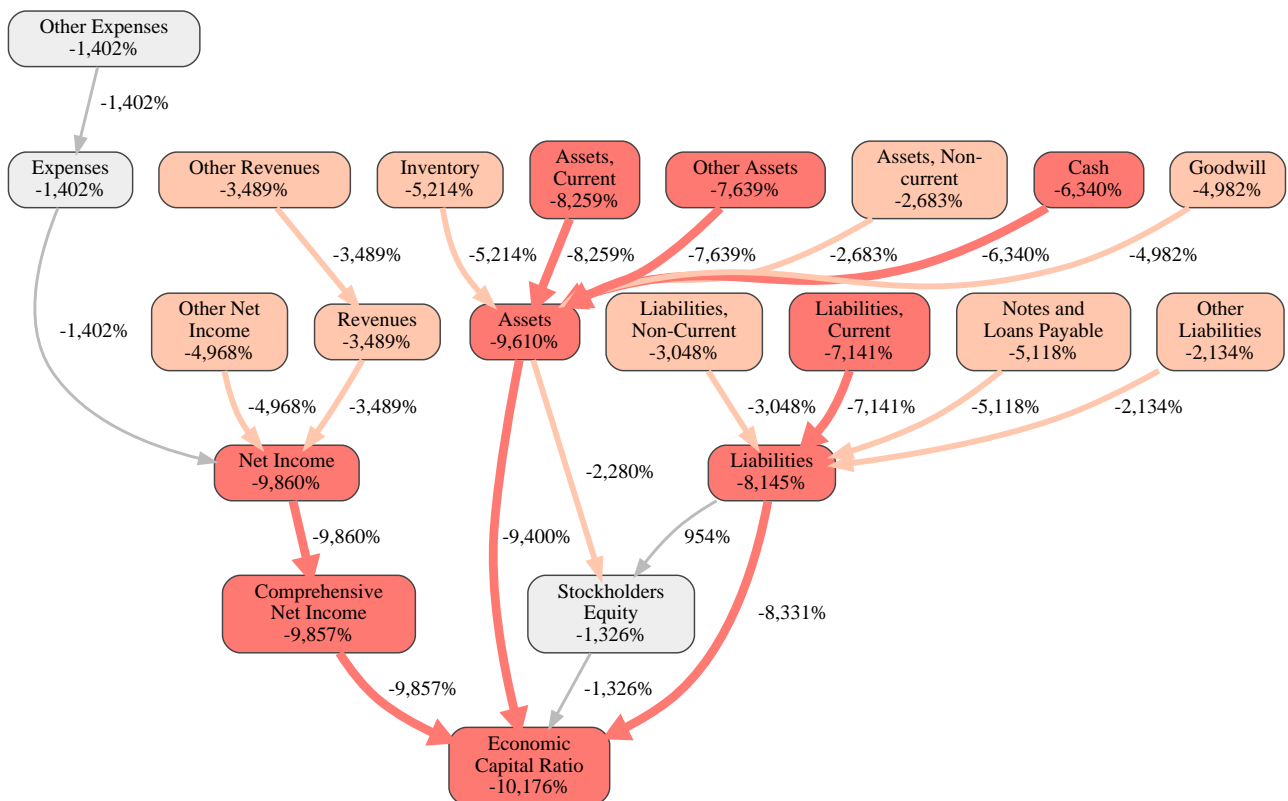 Other Expenses
-1,402%
-1,402%
Expenses
-1,402%
Other Revenues
-3,489%
Inventory
-5,214%
Assets,
Current
-8,259%
Other Assets
-7,639%
Assets, Non-
current
-2,683%
Cash
-6,340%
Goodwill
-4,982%
-3,489%
-5,214%
-8,259%
-7,639%
-2,683%
-6,340%
-4,982%
-1,402%
Other Net
Income
-4,968%
Revenues
-3,489%
Assets
-9,610%
Liabilities,
Non-Current
-3,048%
Liabilities,
Current
-7,141%
Notes and
Loans Payable
-5,118%
Other
Liabilities
-2,134%
-4,968%
-3,489%
-3,048%
-7,141%
-5,118%
-2,134%
Net Income
-9,860%
-2,280%
Liabilities
-8,145%
-9,860%
-9,400%
954%
Comprehensive
Net Income
-9,857%
Stockholders
Equity
-1,326%
-8,331%
-9,857%
-1,326%
Economic
Capital Ratio
-10,176%